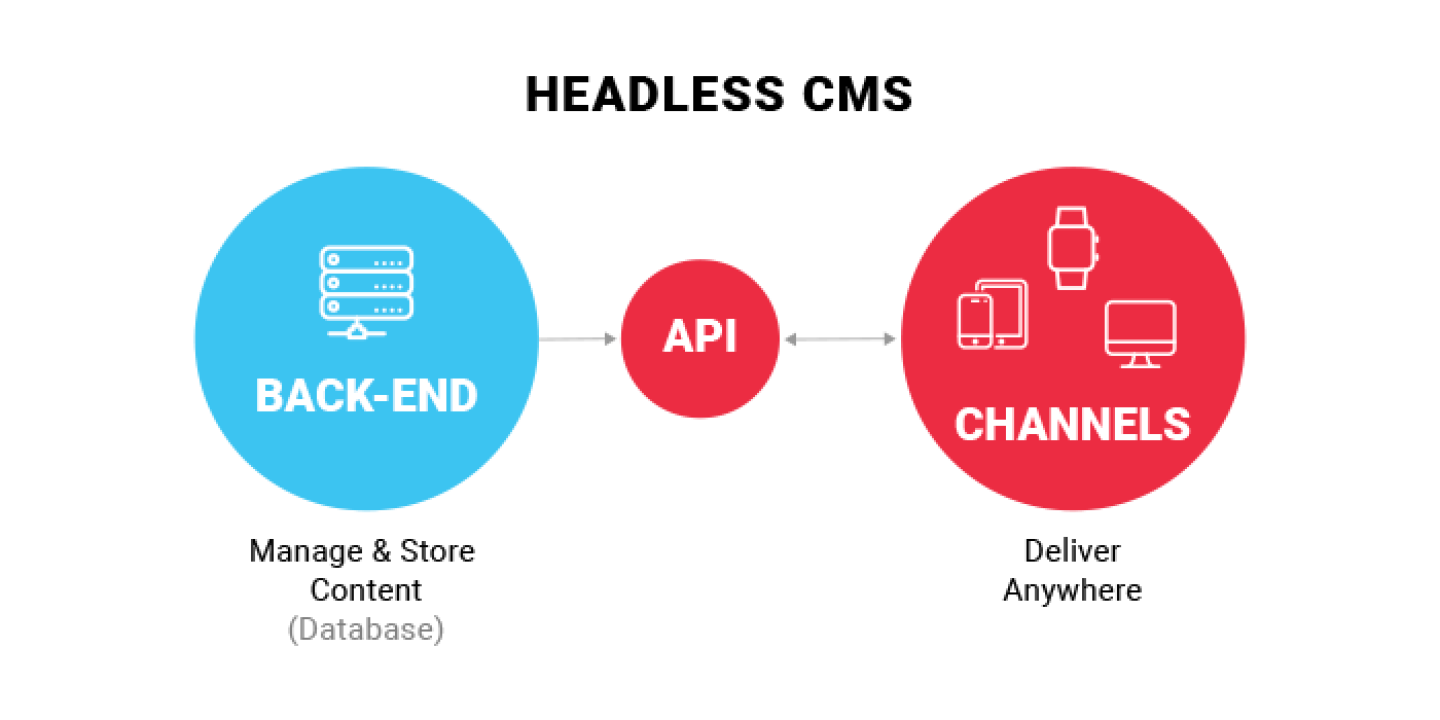 HEADLESS CMS
BACK-END
API
CHANNELS
Manage & Store
Content
(Database)
Deliver
Anywhere